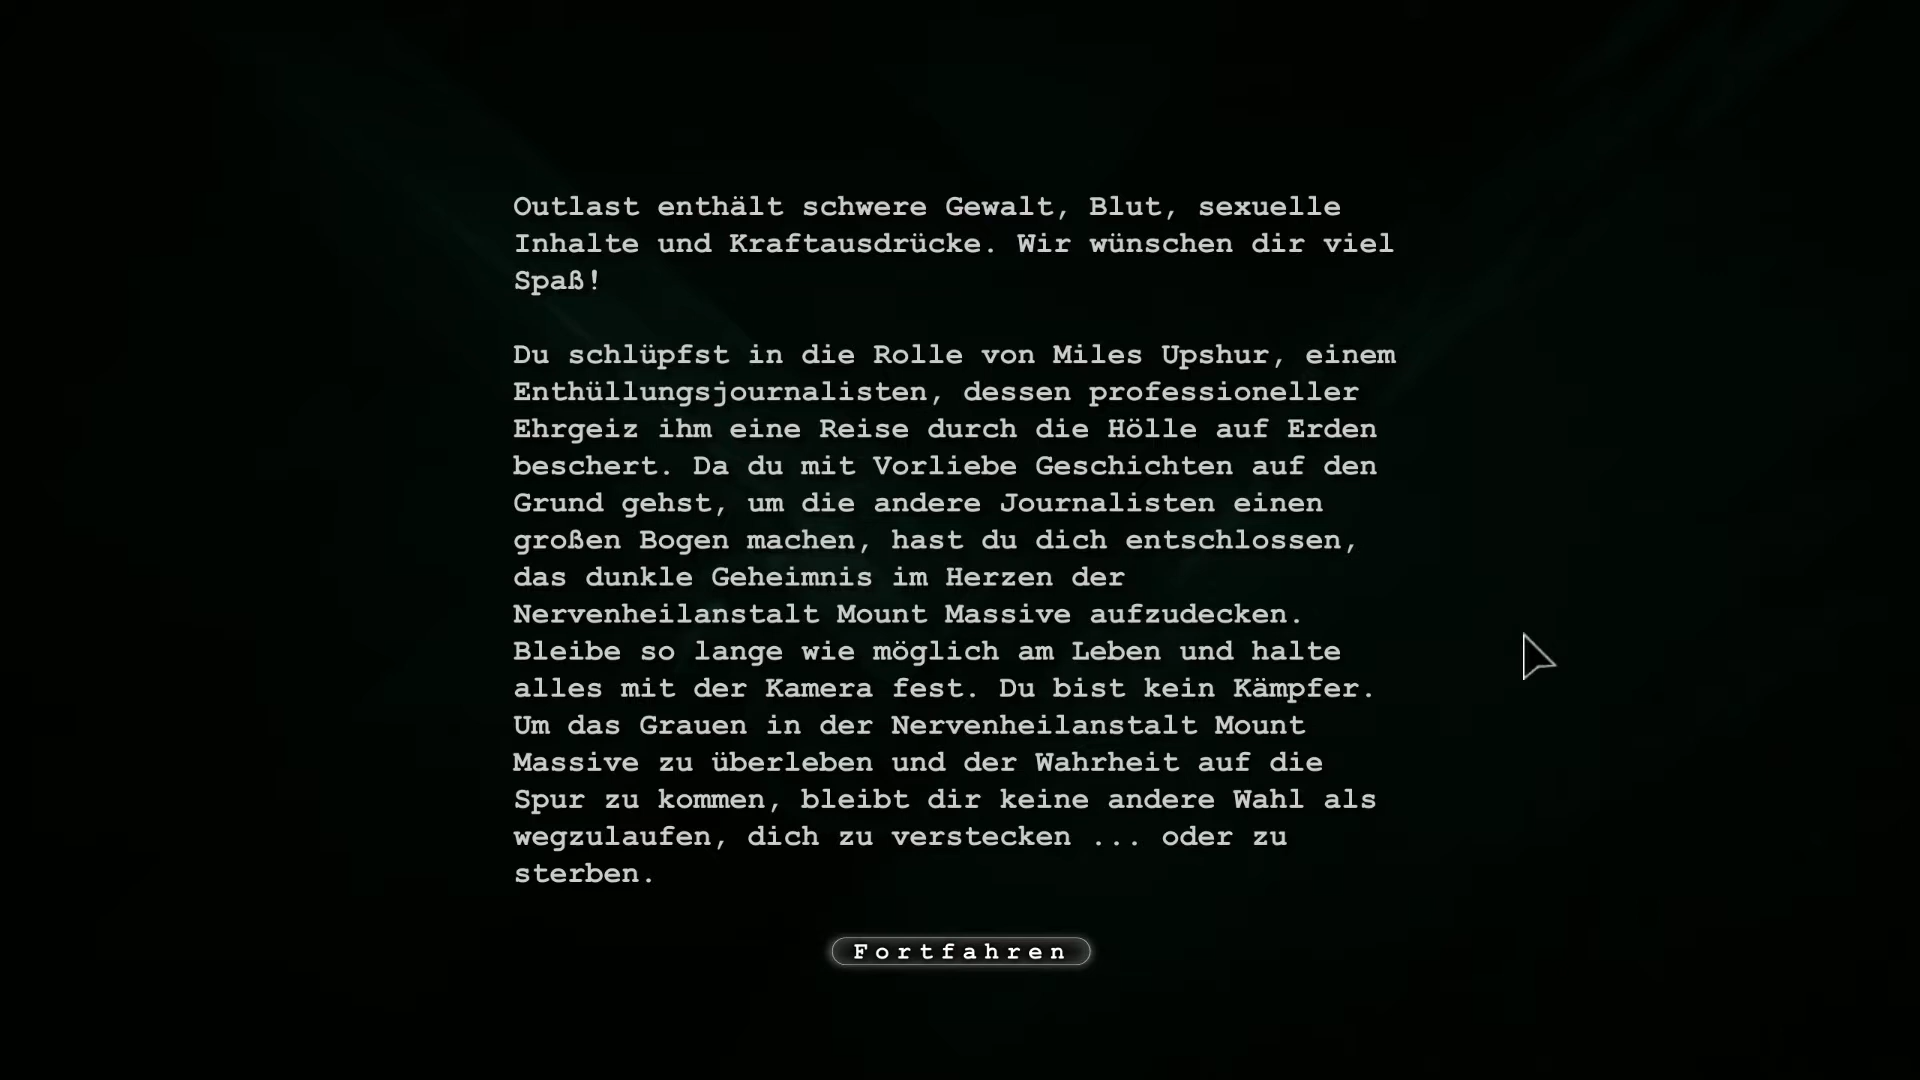 Outlast enthält schwere Gewalt, Blut, sexuelle
Inhalte und Kraftausdrücke. Wir wünschen dir viel
Spaß!
Du schlüpfst in die Rolle von Miles Upshur, einem
Enthüllungsjournalisten, dessen professioneller
Ehrgeiz ihm eine Reise durch die Hölle auf Erden
beschert. Da du mit Vorliebe Geschichten auf den
Grund gehst, um die andere Journalisten einen
großen Bogen machen, hast du dich entschlossen,
das dunkle Geheimnis im Herzen der
Nervenheilanstalt Mount Massive aufzudecken.
Bleibe so lange wie möglich am Leben und halte
alles mit der Kamera fest. Du bist kein Kämpfer.
Um das Grauen in der Nervenheilanstalt Mount
Massive zu überleben und der Wahrheit auf die
Spur zu kommen, bleibt dir keine andere Wahl als
wegzulaufen, dich zu verstecken ... oder zu
sterben.
Fortfahren